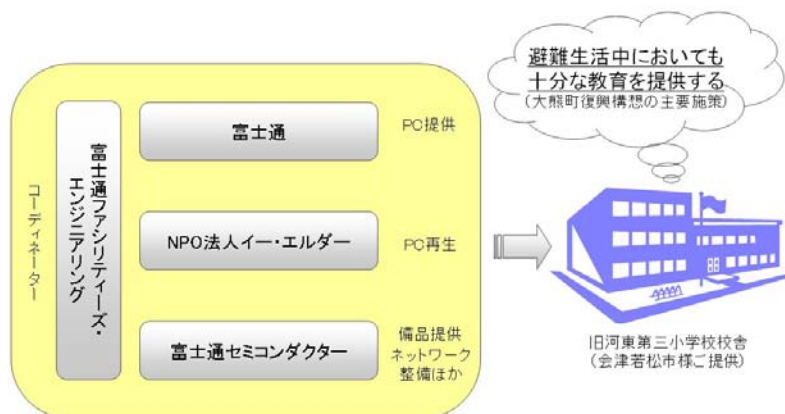 避難生活中においても
十分な教育を提供する
(大熊町復興構想の主要施策)
コーディネーター
富士通ファシリティーズ・
エンジニアリング
富士通
PC提供
NPO法人イー・エルダー
PC再生
富士通セミコンダクター
備品提供
ネットワーク
整備ほか
旧河東第三小学校校舎
(会津若松市様ご提供)